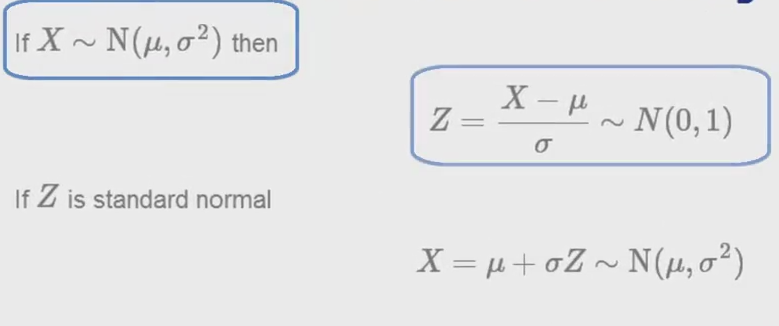 If X ∼ N(μ, σ²) then
Z = (X − μ)/σ ∼ N(0, 1)
If Z is standard normal
X = μ + σZ ∼ N(μ, σ²)